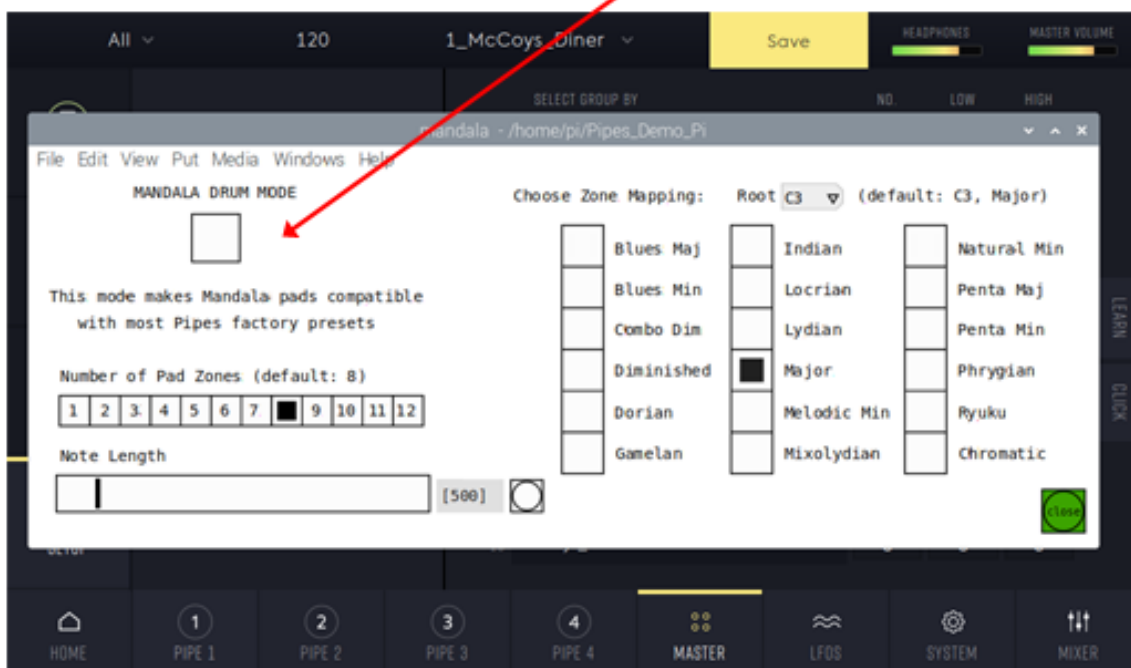 All
120
1_McCoys_Diner
Save
HEADPHONES
MASTER VOLUME
SELECT GROUP BY
NO.
LOW
HIGH
mandala - /home/pi/Pipes_Demo_Pi
File Edit View Put Media Windows Help
MANDALA DRUM MODE
This mode makes Mandala pads compatible
with most Pipes factory presets
Number of Pad Zones (default: 8)
1 2 3 4 5 6 7 9 10 11 12
Note Length
[500]
Choose Zone Mapping:
Root C3 (default: C3, Major)
Blues Maj
Blues Min
Combo Dim
Diminished
Dorian
Gamelan
Indian
Locrian
Lydian
Major
Melodic Min
Mixolydian
Natural Min
Penta Maj
Penta Min
Phrygian
Ryuku
Chromatic
close
LEARN
CLICK
1 2 3 4
HOME PIPE 1 PIPE 2 PIPE 3 PIPE 4 MASTER LFOS SYSTEM MIXER